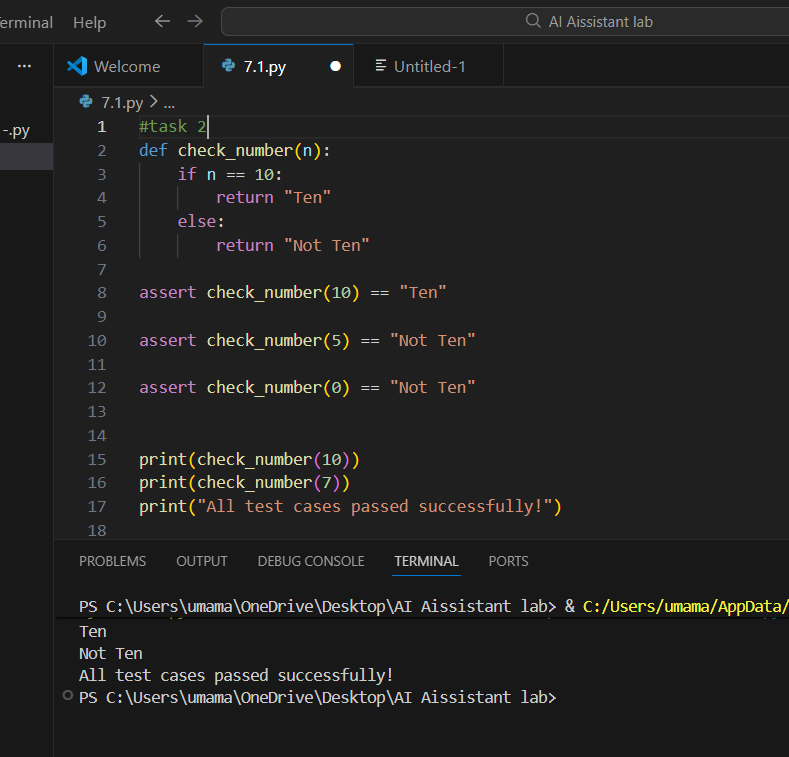 erminal Help AI Aissistant lab
... Welcome 7.1.py Untitled-1
7.1.py > ...
-.py
1 #task 2
2 def check_number(n):
3 if n == 10:
4 return "Ten"
5 else:
6 return "Not Ten"
7
8 assert check_number(10) == "Ten"
9
10 assert check_number(5) == "Not Ten"
11
12 assert check_number(0) == "Not Ten"
13
14
15 print(check_number(10))
16 print(check_number(7))
17 print("All test cases passed successfully!")
18
PROBLEMS OUTPUT DEBUG CONSOLE TERMINAL PORTS
PS C:\Users\umama\OneDrive\Desktop\AI Aissistant lab> & C:/Users/umama/AppData/
Ten
Not Ten
All test cases passed successfully!
PS C:\Users\umama\OneDrive\Desktop\AI Aissistant lab>